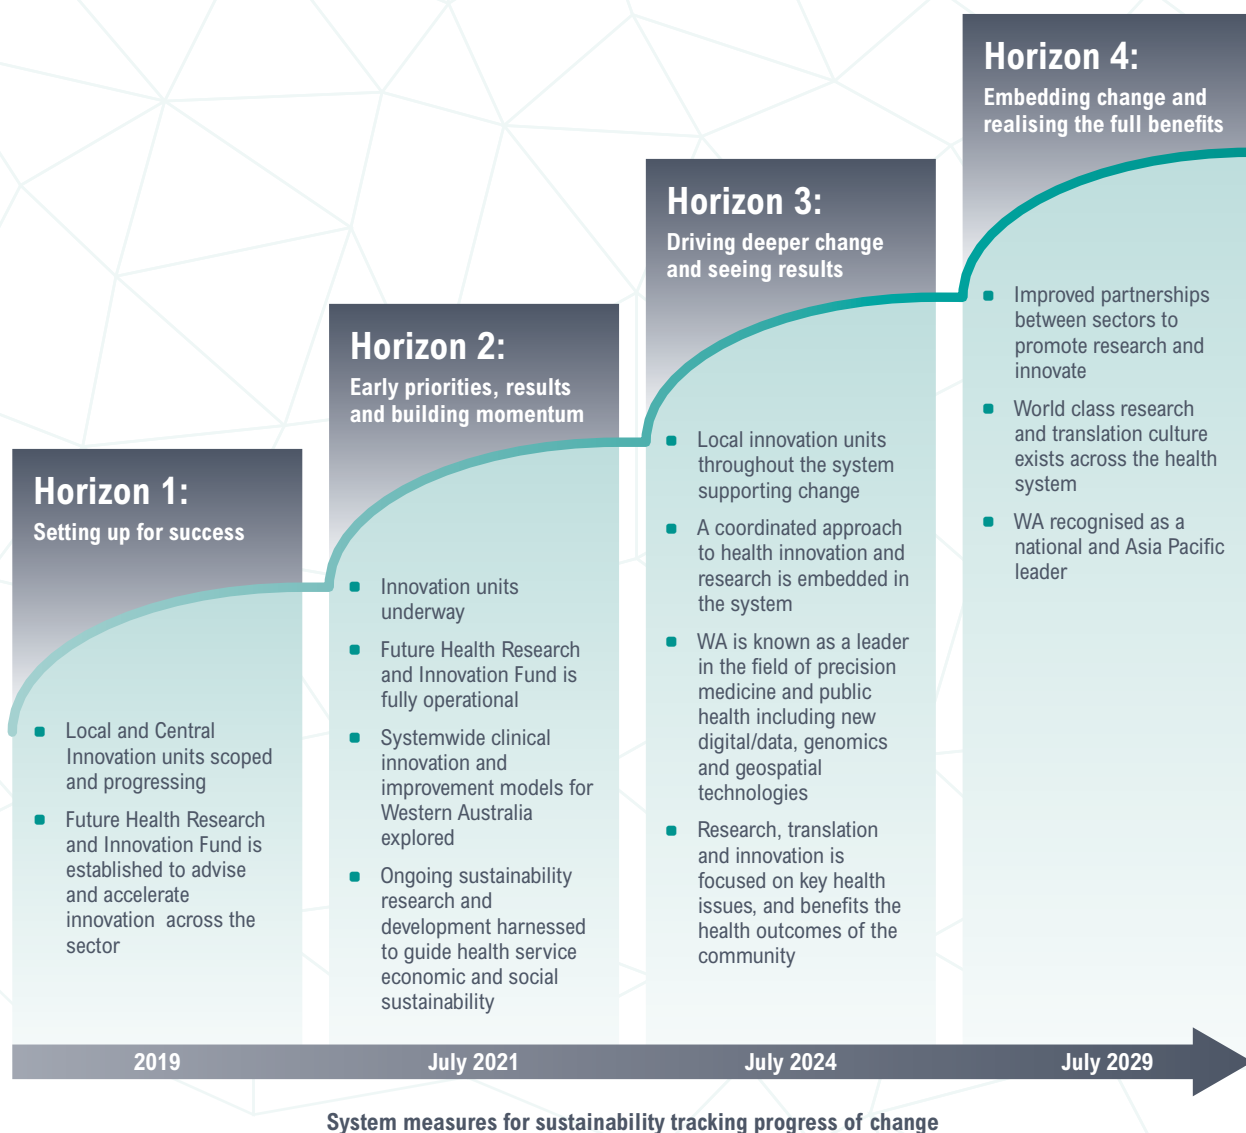 Horizon 1:
Setting up for success
Local and Central
Innovation units scoped
and progressing
Future Health Research
and Innovation Fund is
established to advise
and accelerate
innovation  across the
sector
Horizon 2:
Early priorities, results
and building momentum
Innovation units
underway
Future Health Research
and Innovation Fund is
fully operational
Systemwide clinical
innovation and
improvement models for
Western Australia
explored
Ongoing sustainability
research and
development harnessed
to guide health service
economic and social
sustainability
Horizon 3:
Driving deeper change
and seeing results
Local innovation units
throughout the system
supporting change
A coordinated approach
to health innovation and
research is embedded in
the system
WA is known as a leader
in the field of precision
medicine and public
health including new
digital/data, genomics
and geospatial
technologies
Research, translation
and innovation is
focused on key health
issues, and benefits the
health outcomes of the
community
Horizon 4:
Embedding change and
realising the full benefits
Improved partnerships
between sectors to
promote research and
innovate
World class research
and translation culture
exists across the health
system
WA recognised as a
national and Asia Pacific
leader
2019
July 2021
July 2024
July 2029
System measures for sustainability tracking progress of change